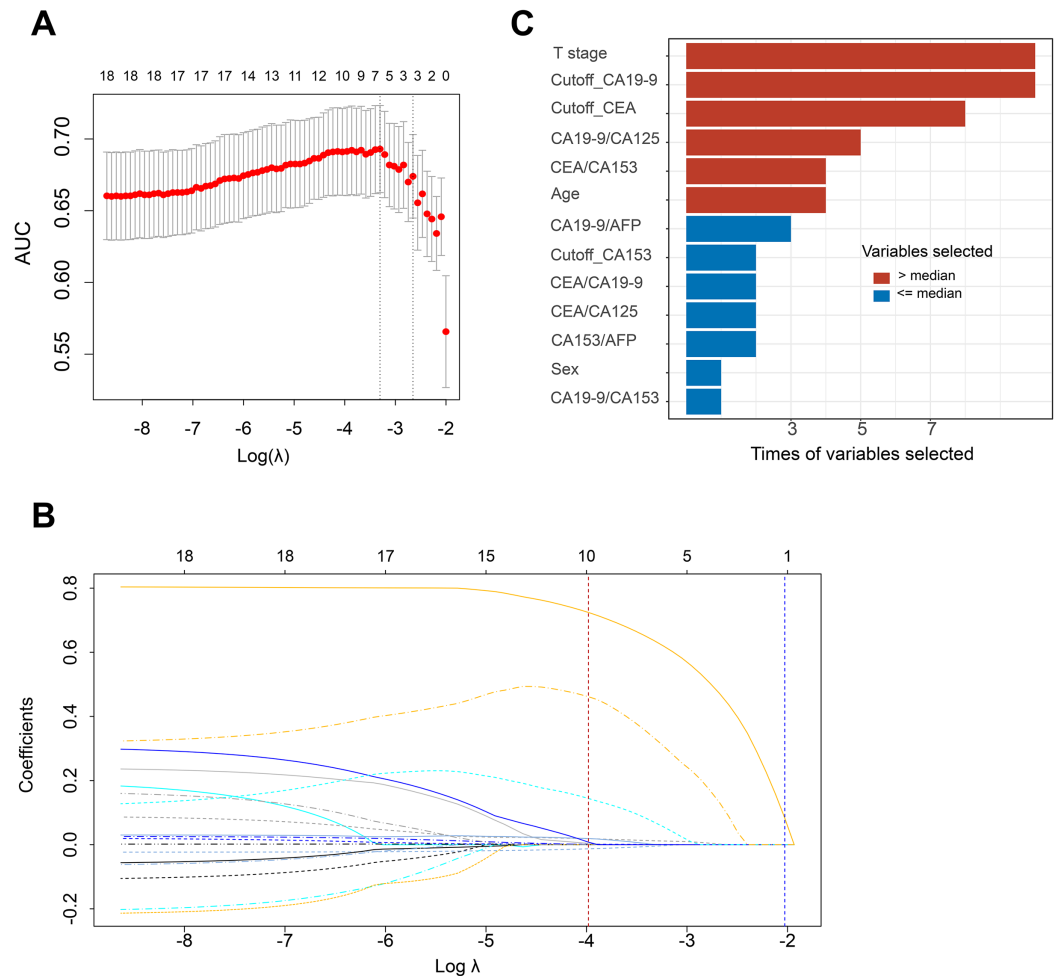 A
18 18 18 17 17 17 14 13 11 12 10 9 7 5 3 3 2 0
AUC
0.70
0.65
0.60
0.55
-8 -7 -6 -5 -4 -3 -2
Log(λ)
C
T stage
Cutoff_CA19-9
Cutoff_CEA
CA19-9/CA125
CEA/CA153
Age
CA19-9/AFP
Cutoff_CA153
CEA/CA19-9
CEA/CA125
CA153/AFP
Sex
CA19-9/CA153
Variables selected
> median
<= median
3 5 7
Times of variables selected
B
18 18 17 15 10 5 1
Coefficients
0.8
0.6
0.4
0.2
0.0
-0.2
-8 -7 -6 -5 -4 -3 -2
Log λ